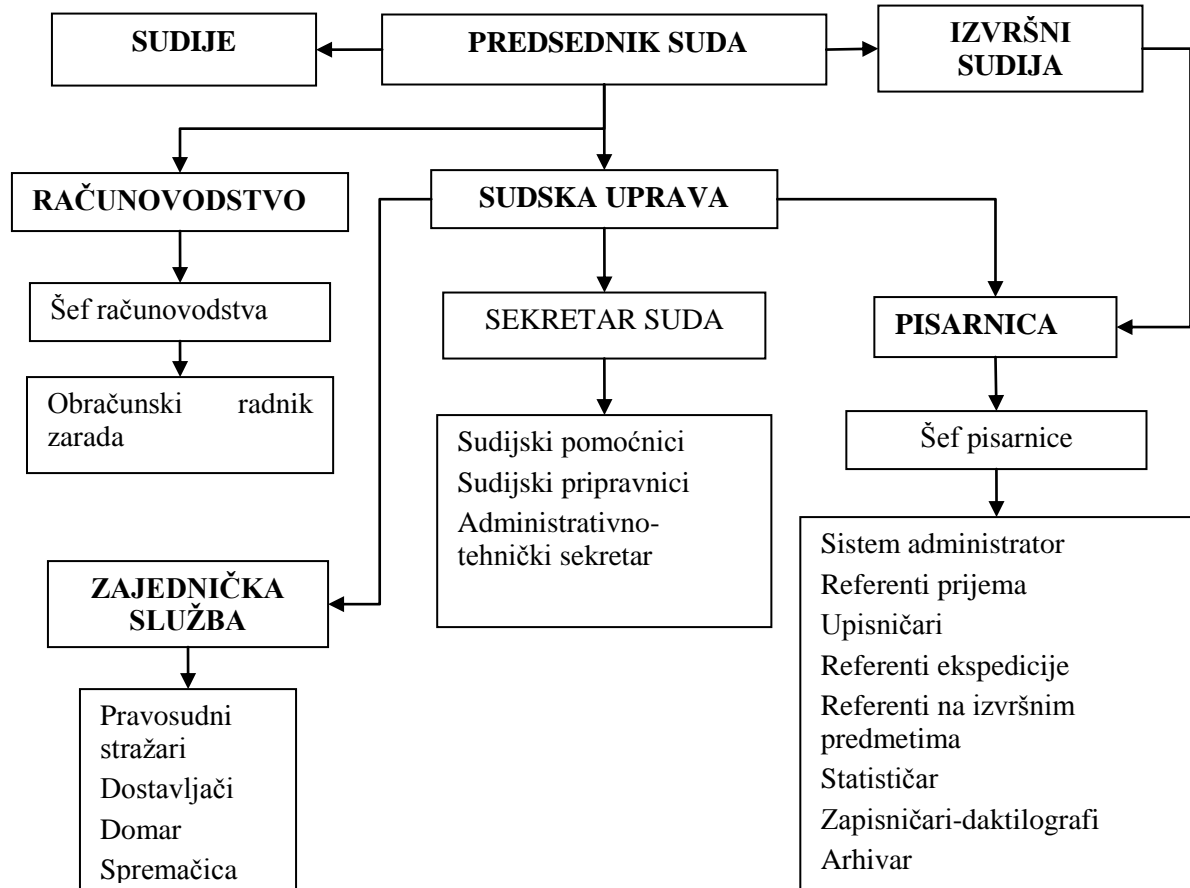 SUDIJE
PREDSEDNIK SUDA
IZVRŠNI
SUDIJA
RAČUNOVODSTVO
SUDSKA UPRAVA
Šef računovodstva
SEKRETAR SUDA
PISARNICA
Obračunski radnik
zarada
Sudijski pomoćnici
Sudijski pripravnici
Administrativno-
tehnički sekretar
Šef pisarnice
ZAJEDNIČKA
SLUŽBA
Sistem administrator
Referenti prijema
Upisničari
Referenti ekspedicije
Referenti na izvršnim
predmetima
Statističar
Zapisničari-daktilografi
Arhivar
Pravosudni
stražari
Dostavljači
Domar
Spremačica